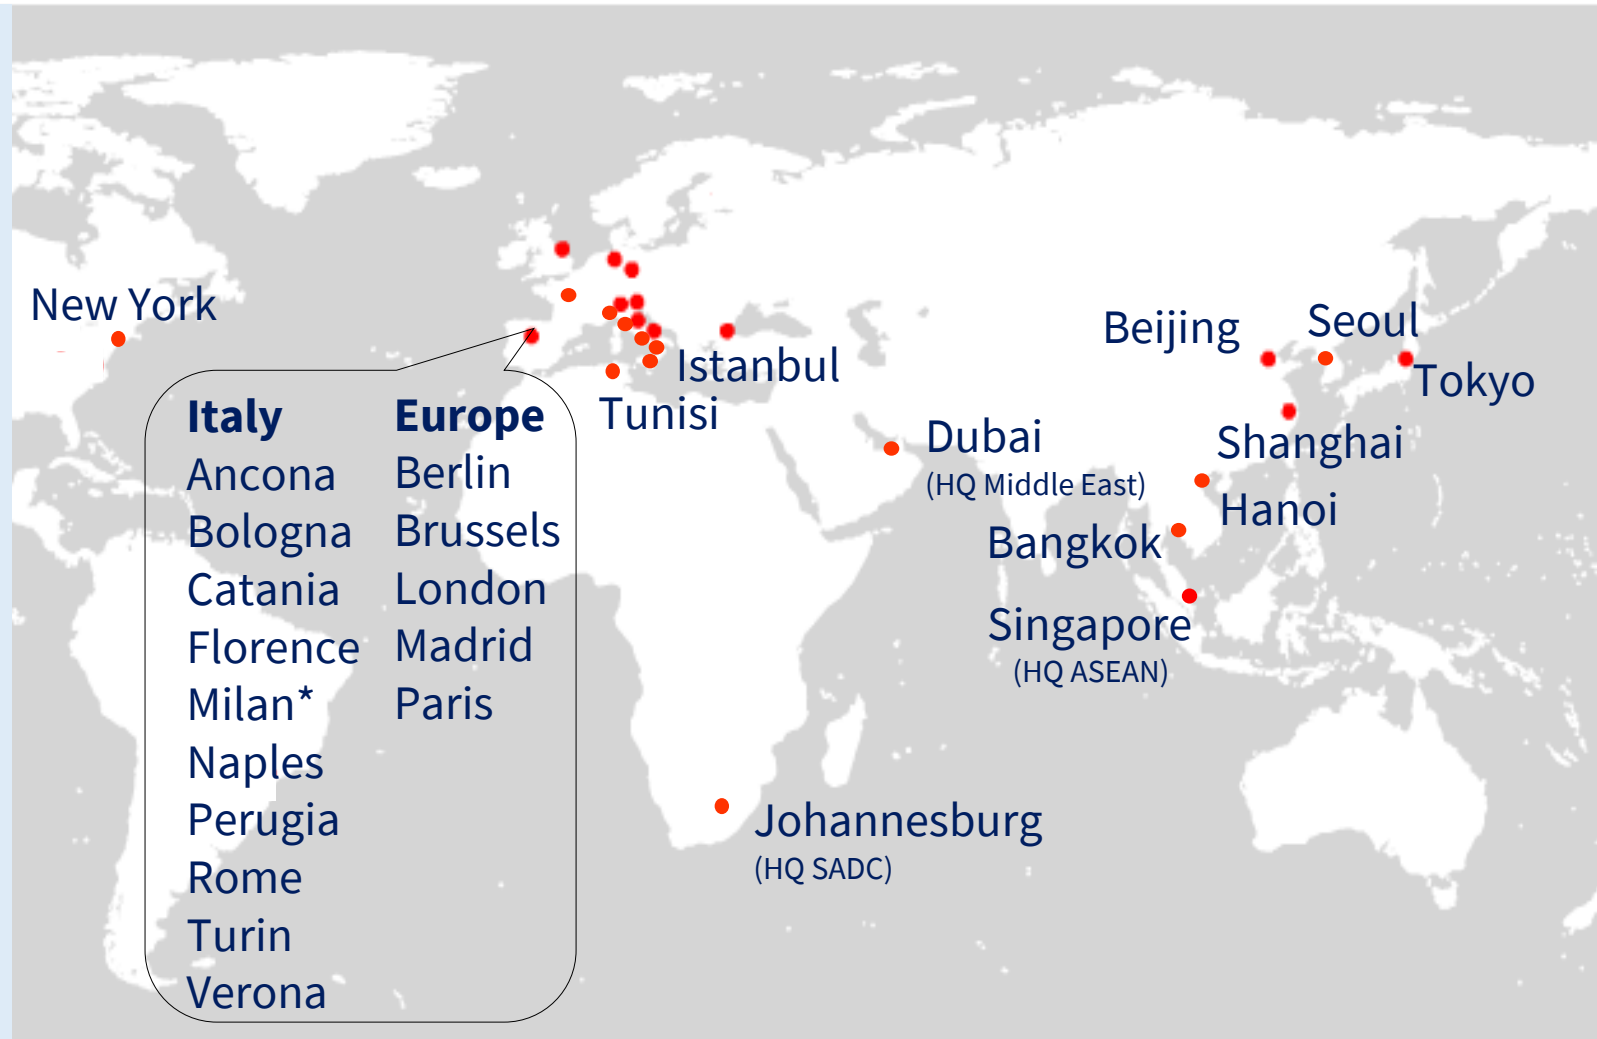 New York
Italy
Ancona
Bologna
Catania
Florence
Milan*
Naples
Perugia
Rome
Turin
Verona
Europe
Berlin
Brussels
London
Madrid
Paris
Istanbul
Tunisi
Dubai
(HQ Middle East)
Johannesburg
(HQ SADC)
Beijing
Seoul
Tokyo
Shanghai
Hanoi
Bangkok
Singapore
(HQ ASEAN)